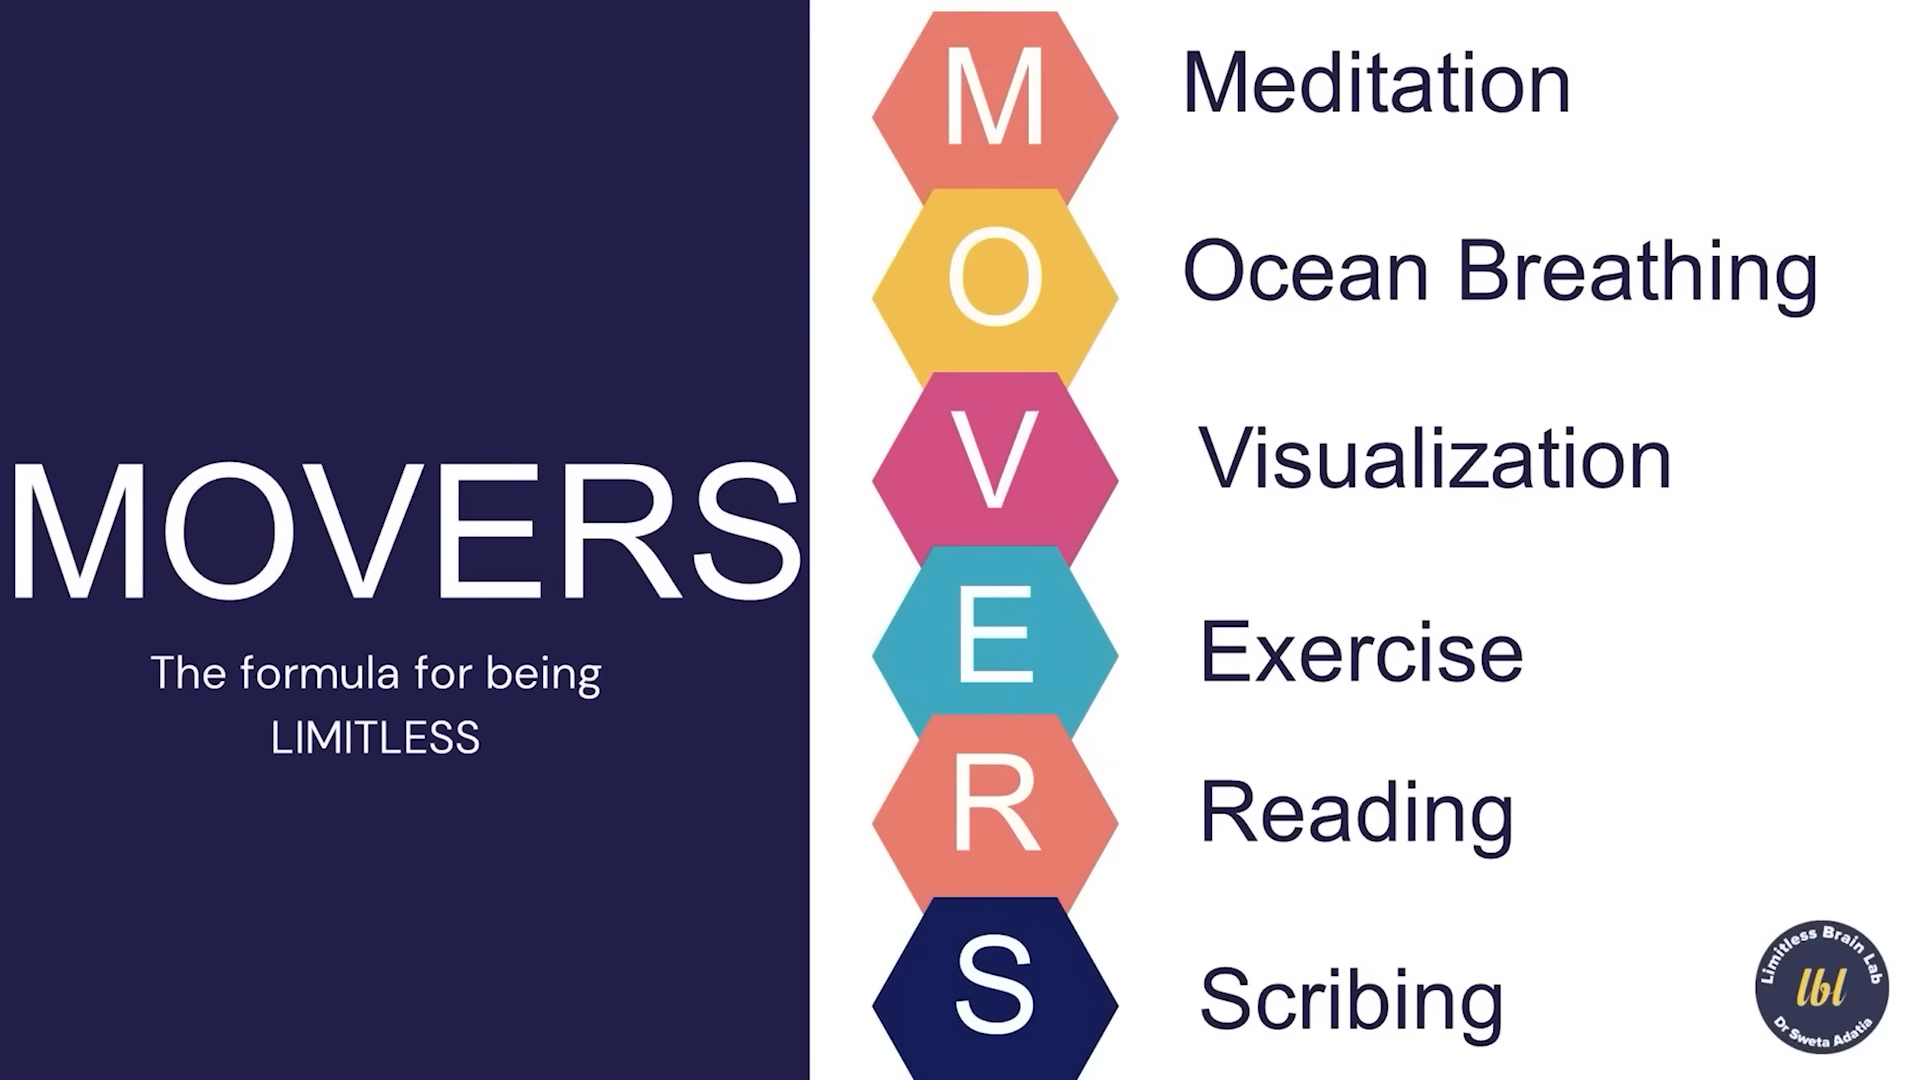 MOVERS
The formula for being
LIMITLESS
M
Meditation
O
Ocean Breathing
V
Visualization
E
Exercise
R
Reading
S
Scribing
Limitless Brain Lab
lbl
Dr Sweta Adatia